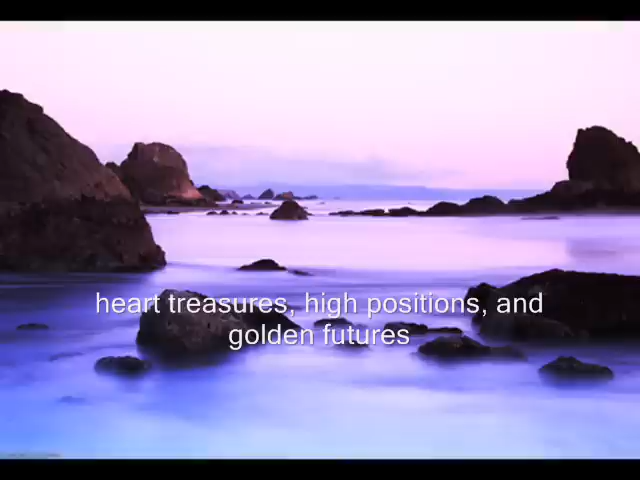 heart treasures, high positions, and
golden futures